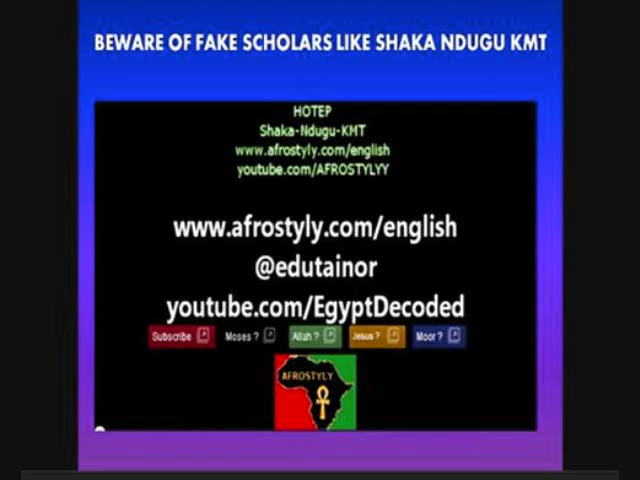 BEWARE OF FAKE SCHOLARS LIKE SHAKA NDUGU KMT
HOTEP
Shaka-Ndugu-KMT
www.afrostyly.com/english
youtube.com/AFROSTYLYY
www.afrostyly.com/english
@edutainor
youtube.com/EgyptDecoded
Subscribe Moses ? Allah ? Jesus ? Moor ?
AFROSTYLY